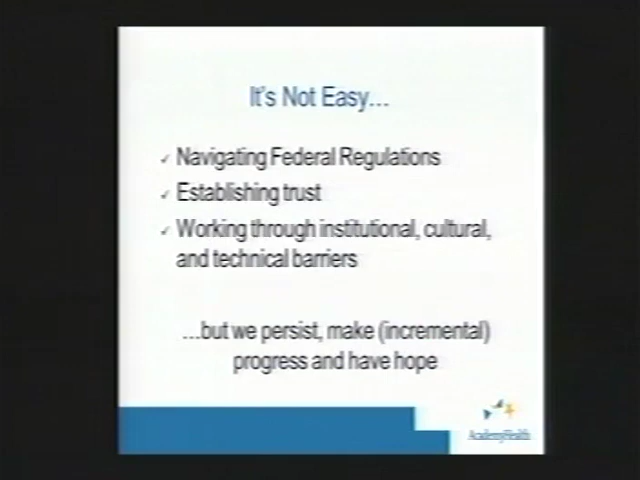 It's Not Easy...
✓ Navigating Federal Regulations
✓ Establishing trust
✓ Working through institutional, cultural,
and technical barriers
...but we persist, make (incremental)
progress and have hope
AcademyHealth